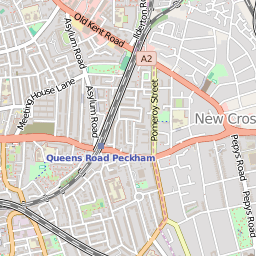 Asylum Road
Old Kent Road
Ilderton Road
A2
Meeting House Lane
Asylum Road
Pomeroy Street
New Cros
Queens Road Peckham
Pepys Road
Pepys Road